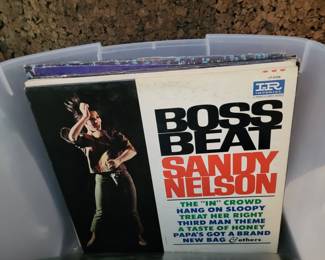 BOSS
BEAT
SANDY
NELSON
THE "IN" CROWD
HANG ON SLOOPY
TREAT HER RIGHT
THIRD MAN THEME
A TASTE OF HONEY
PAPA'S GOT A BRAND
NEW BAG & others